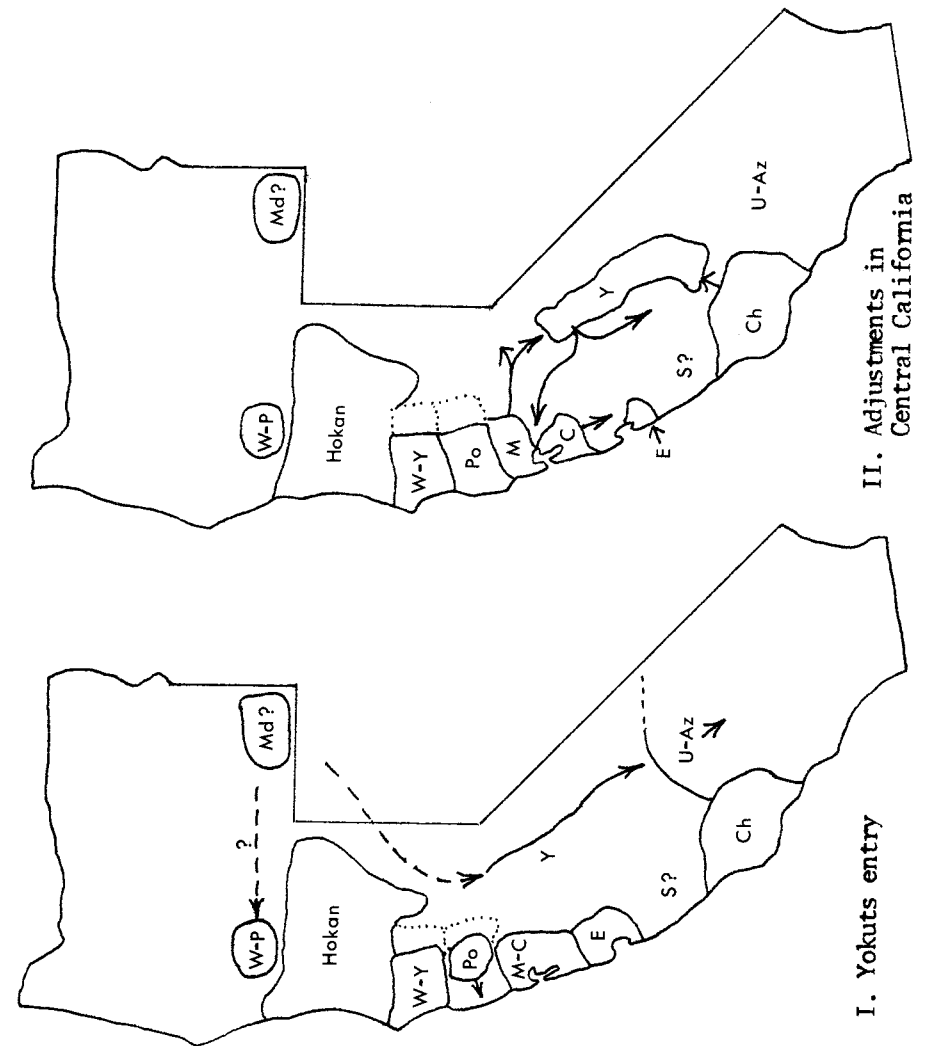 Md?
?
W-P
Hokan
W-Y
Po
M-C
E
Y
S?
U-Az
Ch
I. Yokuts entry
Md?
W-P
Hokan
W-Y
Po
M
C
E
Y
S?
U-Az
Ch
II. Adjustments in
Central California